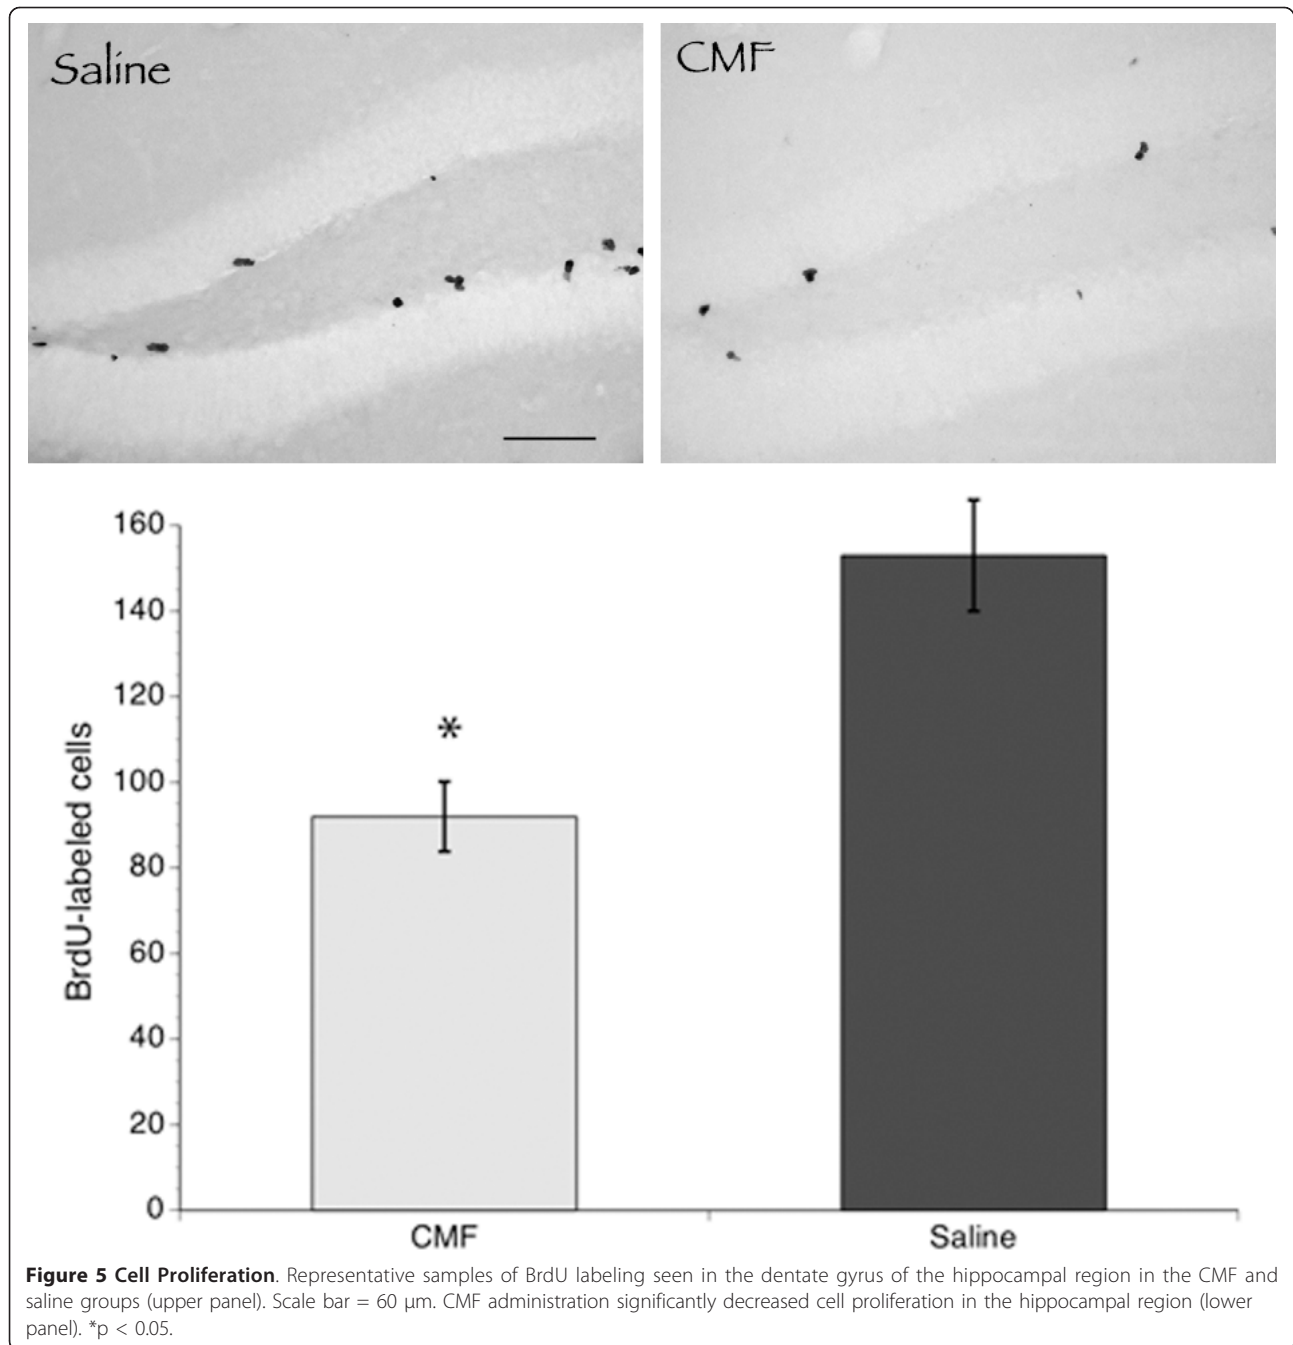 Saline
CMF
160
140
120
100
80
60
40
20
0
BrdU-labeled cells
*
CMF
Saline
Figure 5 Cell Proliferation. Representative samples of BrdU labeling seen in the dentate gyrus of the hippocampal region in the CMF and
saline groups (upper panel). Scale bar = 60 μm. CMF administration significantly decreased cell proliferation in the hippocampal region (lower
panel). *p < 0.05.